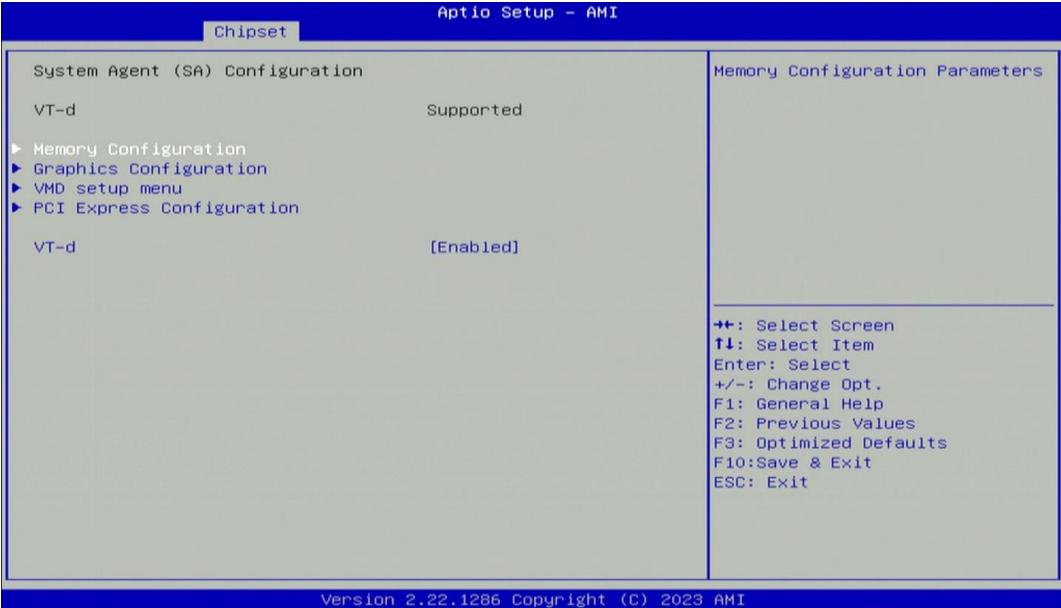 Aptio Setup – AMI
Chipset
System Agent (SA) Configuration
VT-d Supported
▶ Memory Configuration
▶ Graphics Configuration
▶ VMD setup menu
▶ PCI Express Configuration
VT-d [Enabled]
Memory Configuration Parameters
→←: Select Screen
↑↓: Select Item
Enter: Select
+/-: Change Opt.
F1: General Help
F2: Previous Values
F3: Optimized Defaults
F10:Save & Exit
ESC: Exit
Version 2.22.1286 Copyright (C) 2023 AMI